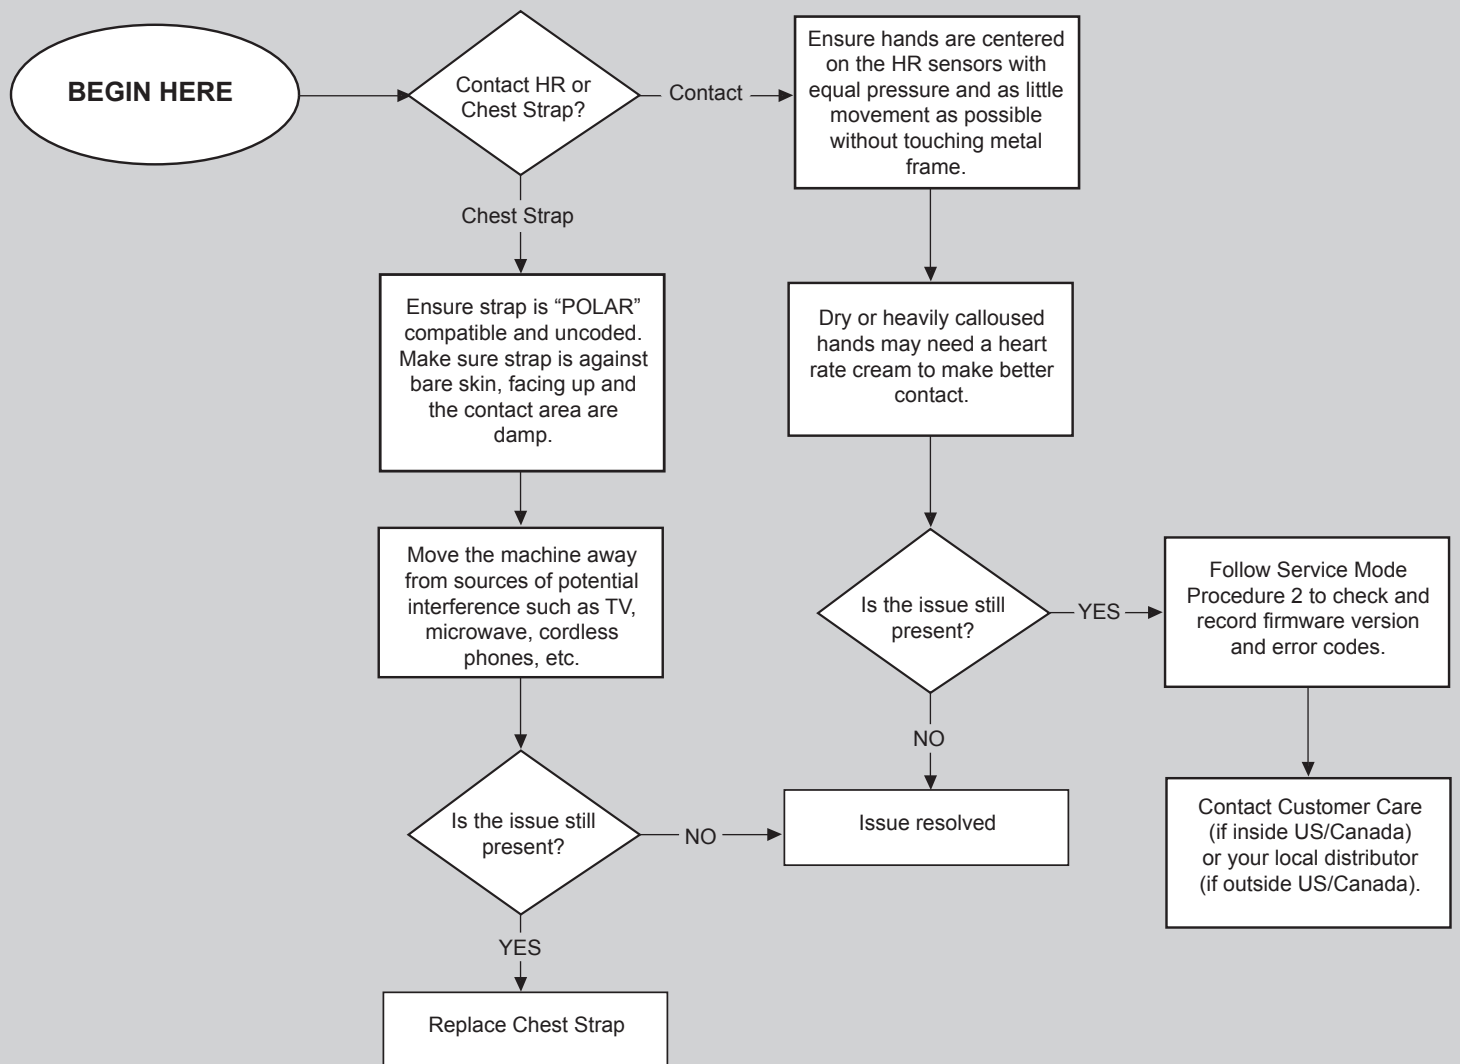 BEGIN HERE
Contact HR or
Chest Strap?
Contact
Ensure hands are centered
on the HR sensors with
equal pressure and as little
movement as possible
without touching metal
frame.
Chest Strap
Ensure strap is “POLAR”
compatible and uncoded.
Make sure strap is against
bare skin, facing up and
the contact area are
damp.
Dry or heavily calloused
hands may need a heart
rate cream to make better
contact.
Move the machine away
from sources of potential
interference such as TV,
microwave, cordless
phones, etc.
Is the issue still
present?
YES
Follow Service Mode
Procedure 2 to check and
record firmware version
and error codes.
NO
Is the issue still
present?
NO
Issue resolved
Contact Customer Care
(if inside US/Canada)
or your local distributor
(if outside US/Canada).
YES
Replace Chest Strap